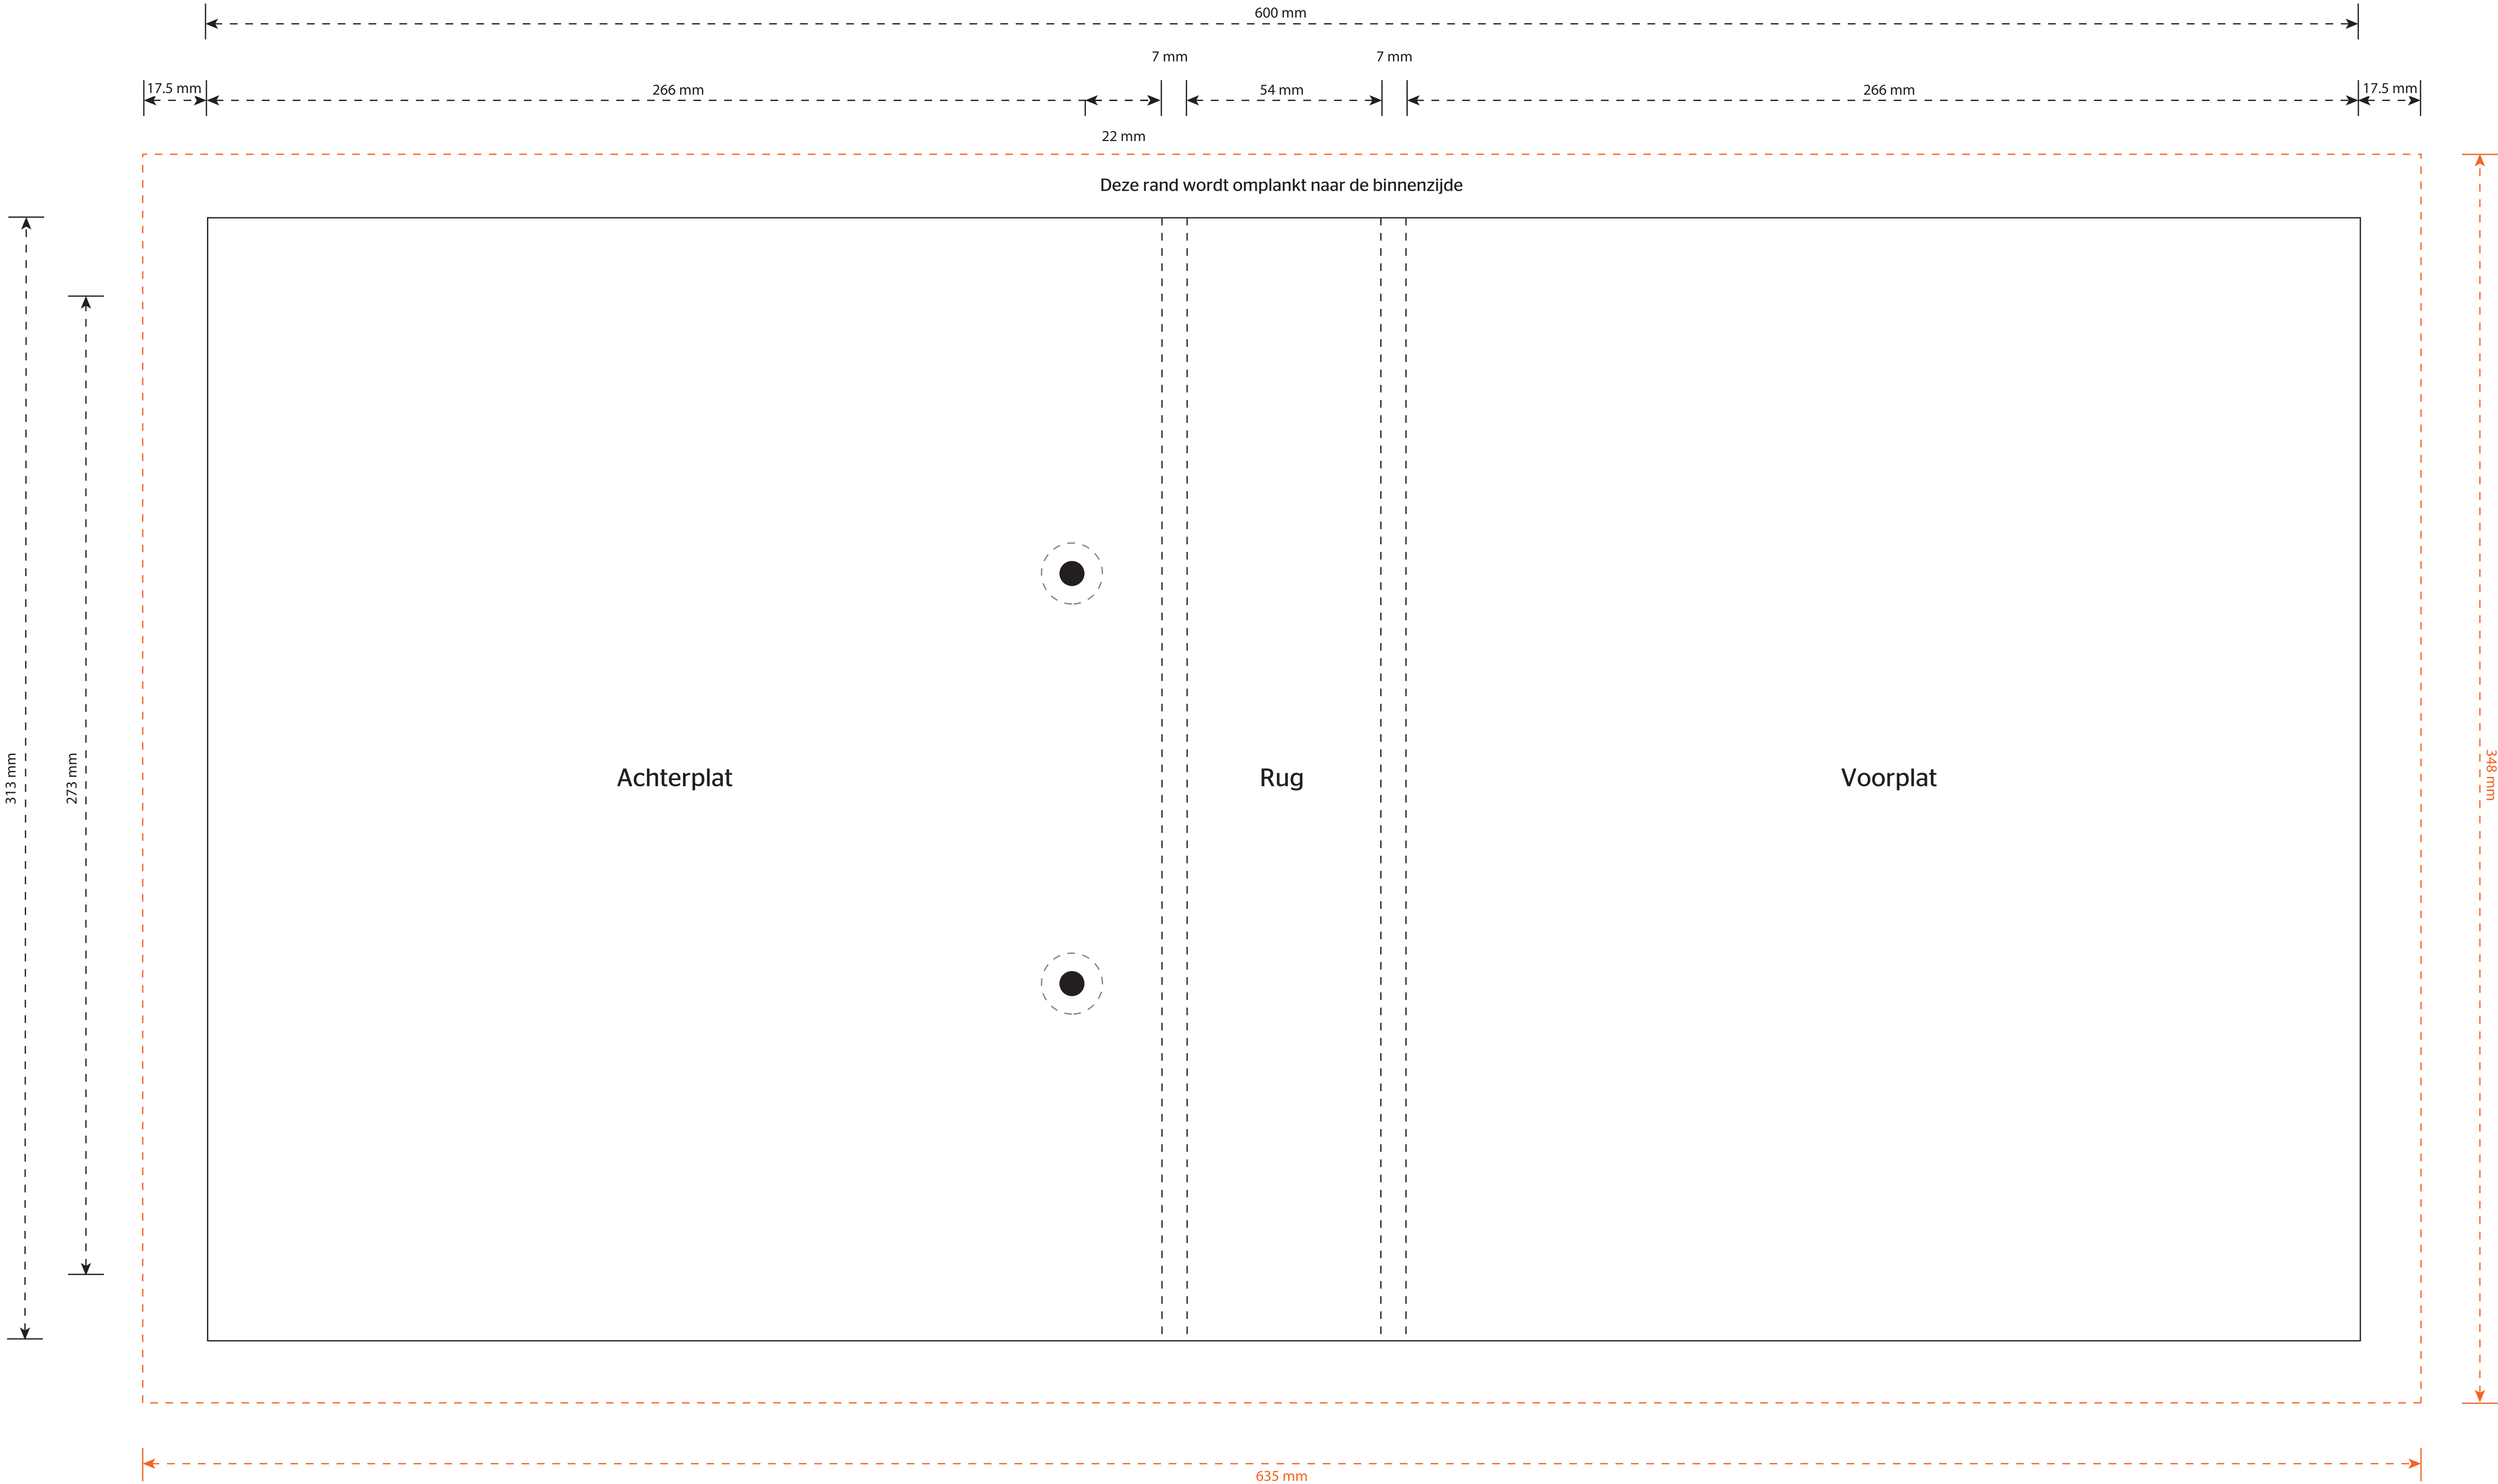 600 mm
7 mm
7 mm
17.5 mm
266 mm
54 mm
266 mm
17.5 mm
22 mm
Deze rand wordt omplankt naar de binnenzijde
313 mm
273 mm
Achterplat
Rug
Voorplat
348 mm
635 mm